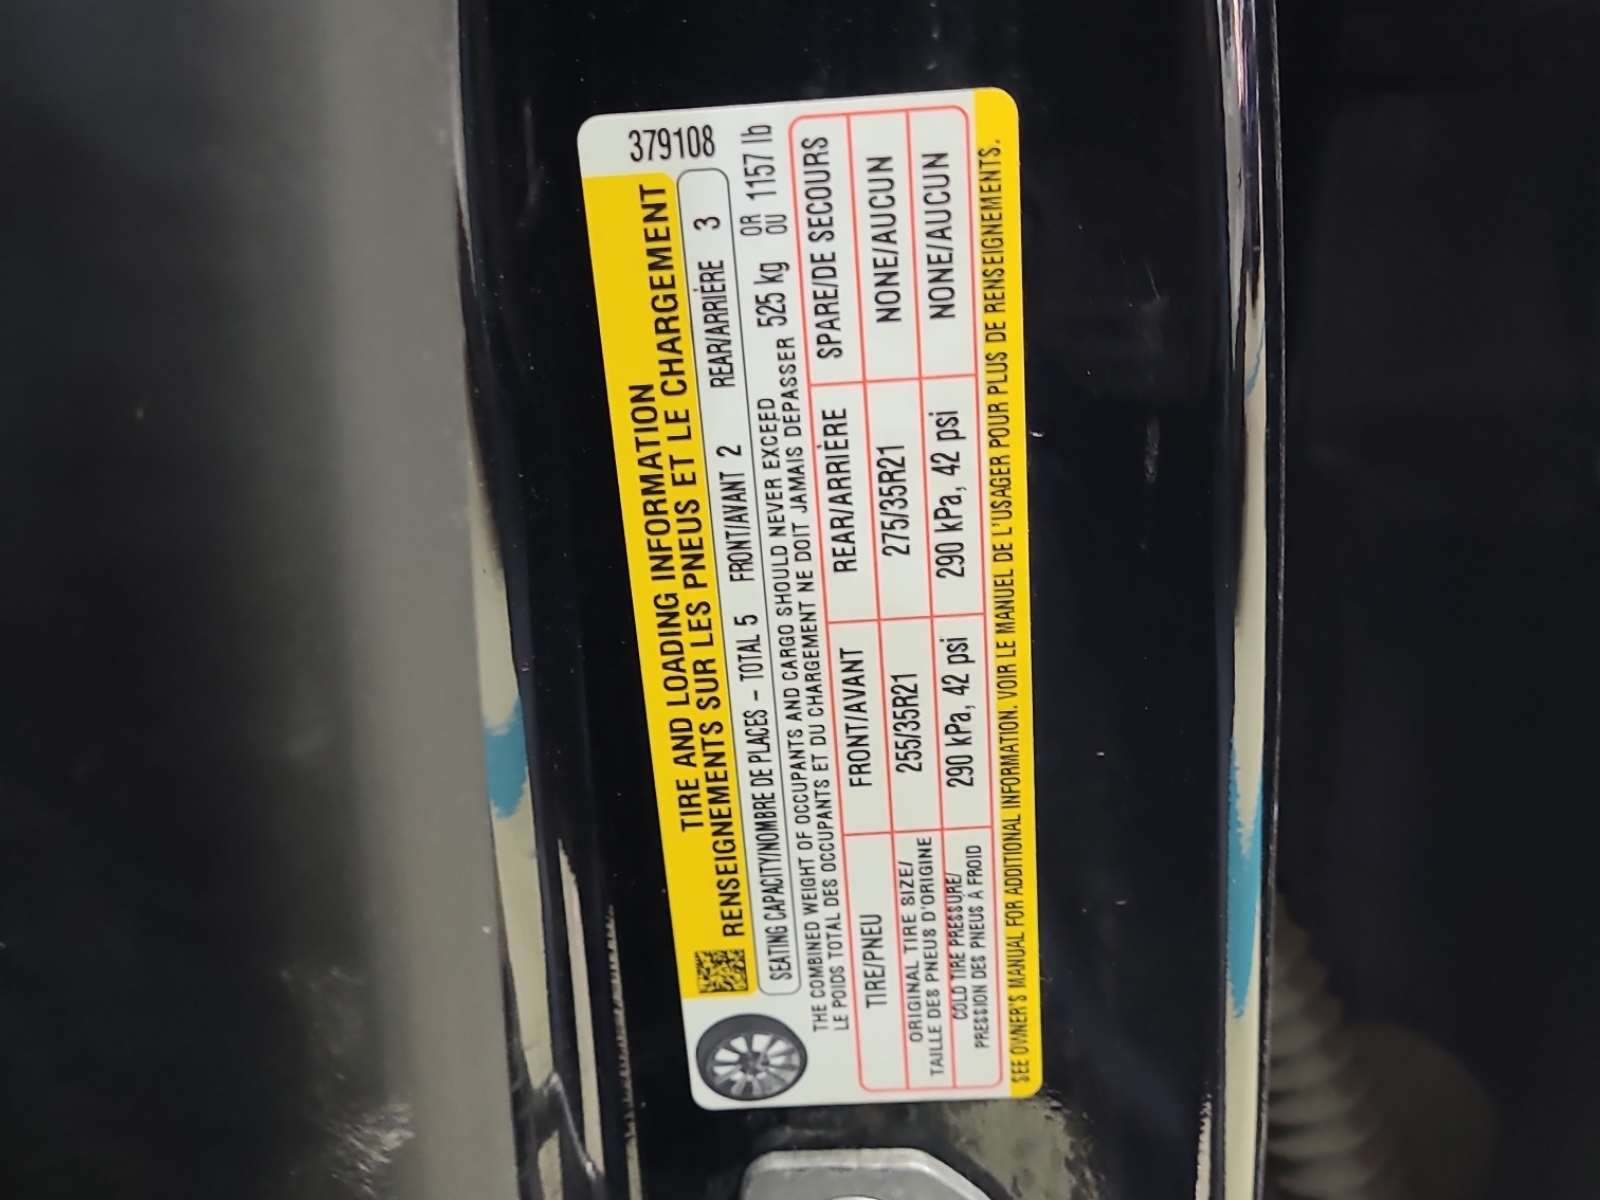 379108
TIRE AND LOADING INFORMATION
RENSEIGNEMENTS SUR LES PNEUS ET LE CHARGEMENT
SEATING CAPACITY/NOMBRE DE PLACES – TOTAL 5 FRONT/AVANT 2 REAR/ARRIÈRE 3
THE COMBINED WEIGHT OF OCCUPANTS AND CARGO SHOULD NEVER EXCEED
LE POIDS TOTAL DES OCCUPANTS ET DU CHARGEMENT NE DOIT JAMAIS DÉPASSER
525 kg OR 1157 lb
OU
TIRE/PNEU FRONT/AVANT REAR/ARRIÈRE SPARE/DE SECOURS
ORIGINAL TIRE SIZE/
TAILLE DES PNEUS D'ORIGINE 255/35R21 275/35R21 NONE/AUCUN
COLD TIRE PRESSURE/
PRESSION DES PNEUS À FROID 290 kPa, 42 psi 290 kPa, 42 psi NONE/AUCUN
SEE OWNER'S MANUAL FOR ADDITIONAL INFORMATION. VOIR LE MANUEL DE L'USAGER POUR PLUS DE RENSEIGNEMENTS.